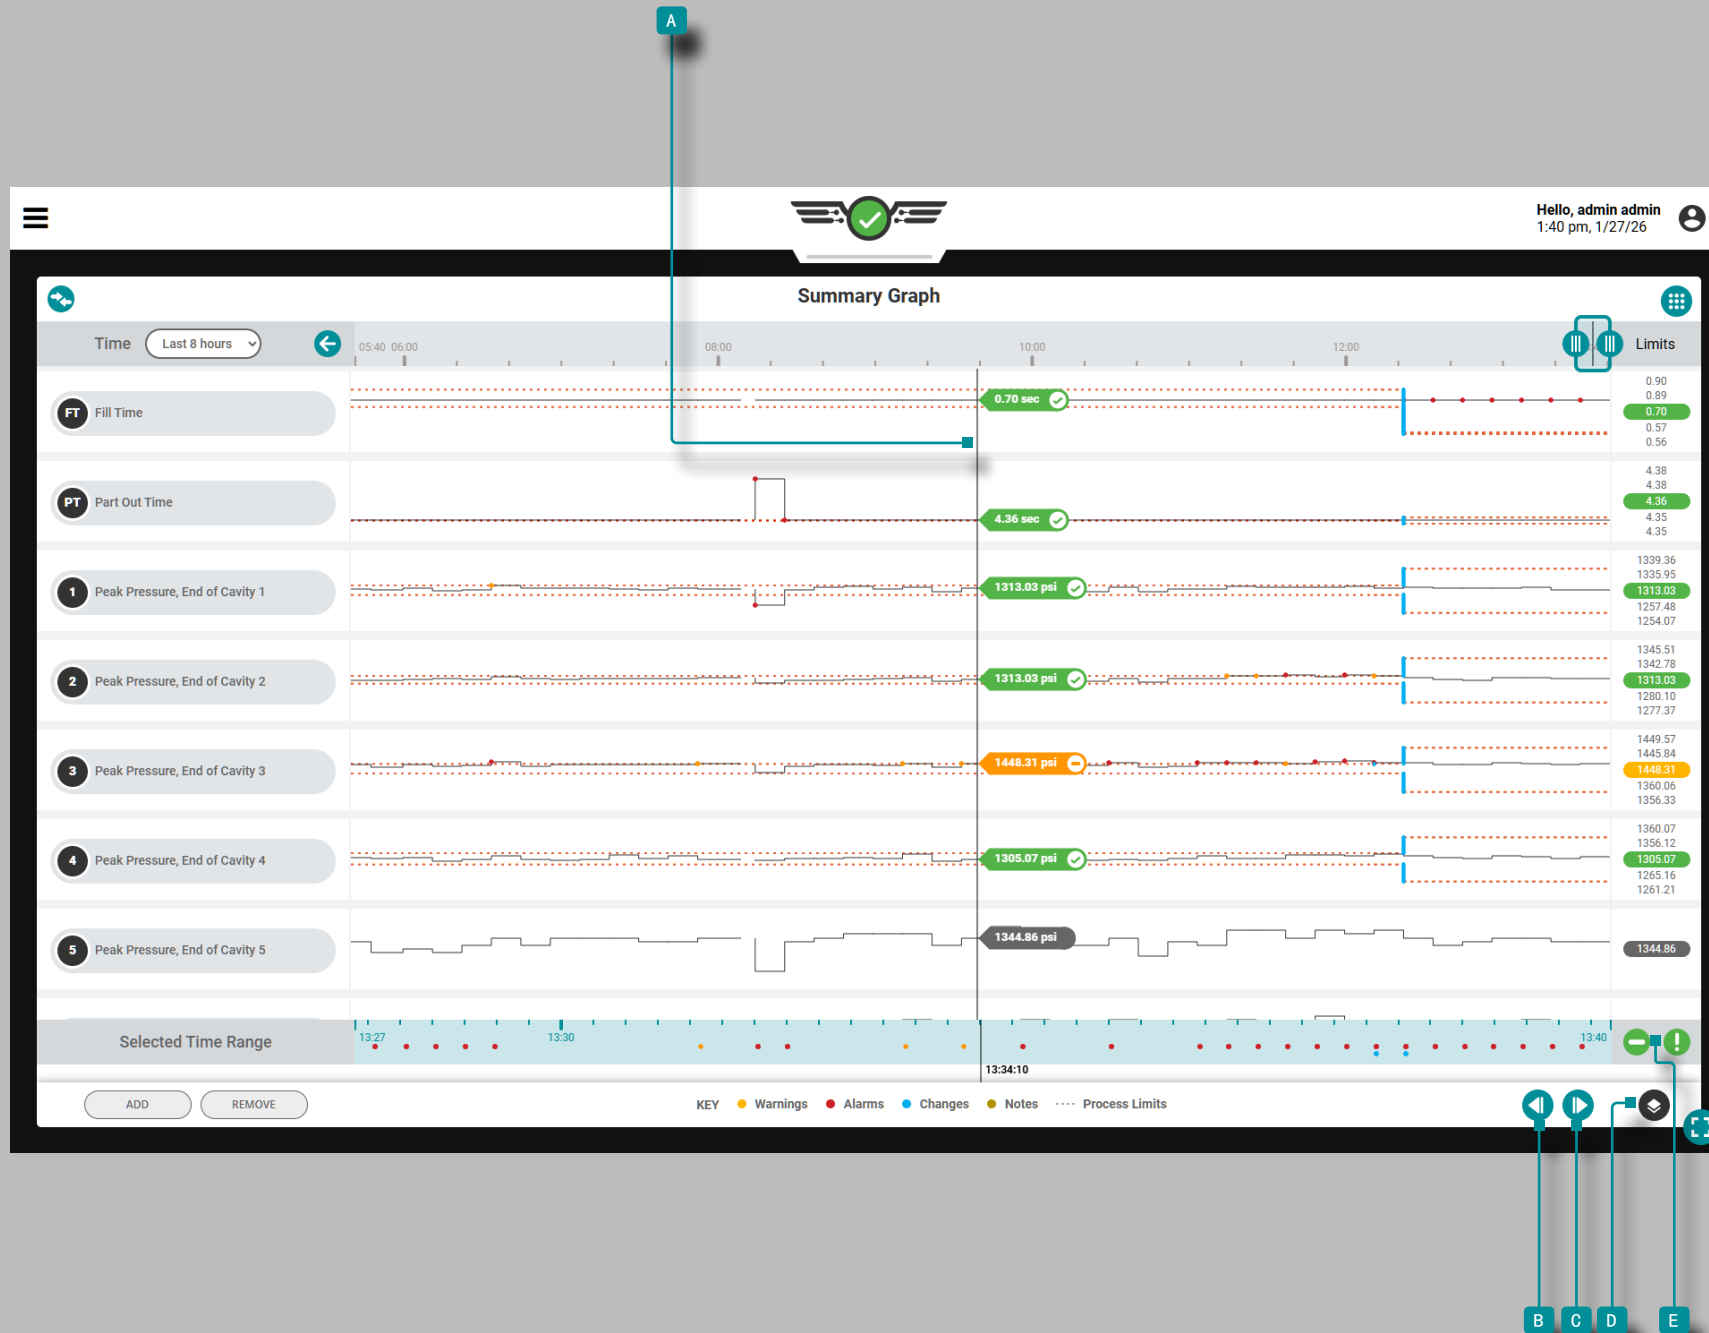 A
Hello, admin admin
1:40 pm, 1/27/26
Summary Graph
Time
Last 8 hours
05:40 06:00
08:00
10:00
12:00
Limits
FT Fill Time
0.70 sec
0.90
0.89
0.70
0.57
0.56
PT Part Out Time
4.36 sec
4.38
4.38
4.36
4.35
4.35
1 Peak Pressure, End of Cavity 1
1313.03 psi
1339.36
1335.95
1313.03
1257.48
1254.07
2 Peak Pressure, End of Cavity 2
1313.03 psi
1345.51
1342.78
1313.03
1280.10
1277.37
3 Peak Pressure, End of Cavity 3
1448.31 psi
1449.57
1445.84
1448.31
1360.06
1356.33
4 Peak Pressure, End of Cavity 4
1305.07 psi
1360.07
1356.12
1305.07
1265.16
1261.21
5 Peak Pressure, End of Cavity 5
1344.86 psi
1344.86
Selected Time Range
13:27
13:30
13:40
13:34:10
ADD
REMOVE
KEY Warnings Alarms Changes Notes Process Limits
B C D E